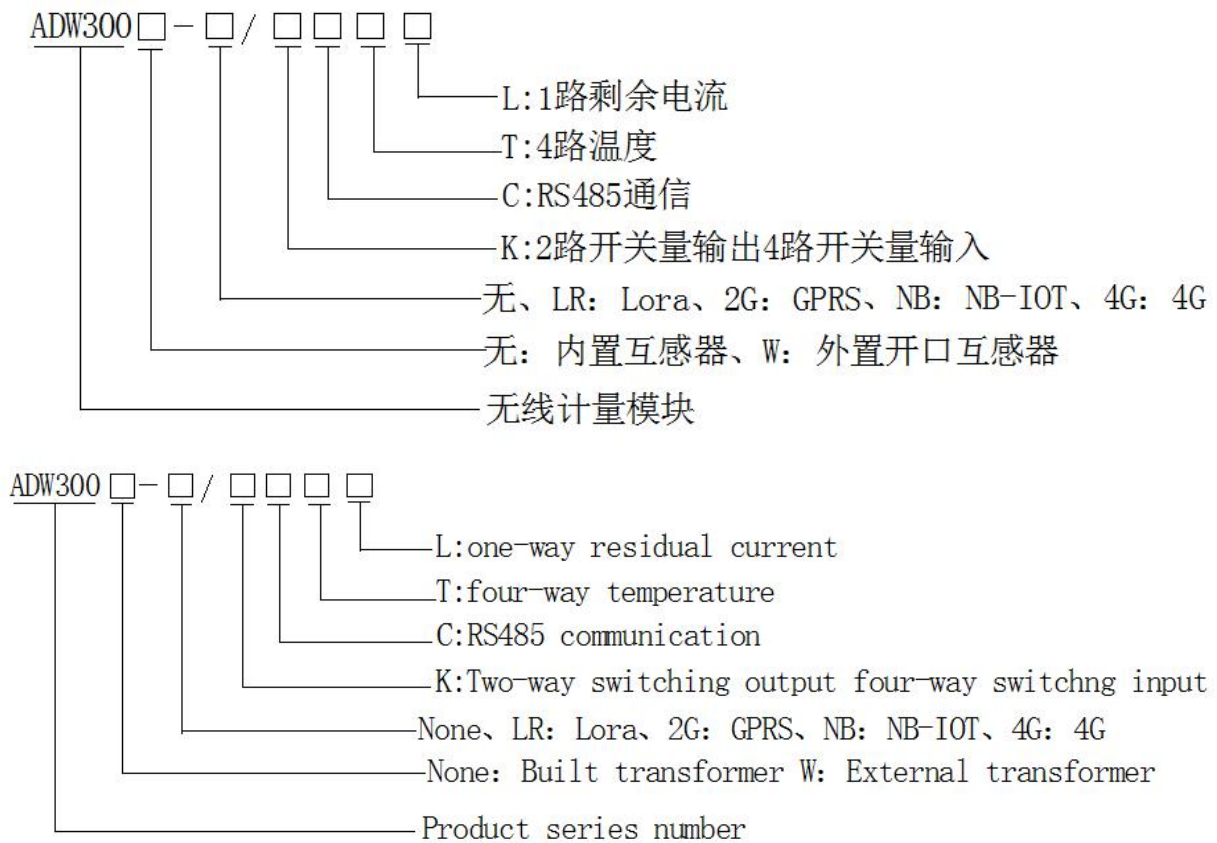 ADW300□-□/□□□□
L:1路剩余电流
T:4路温度
C:RS485通信
K:2路开关量输出4路开关量输入
无、LR: Lora、2G: GPRS、NB: NB-IOT、4G: 4G
无: 内置互感器、W: 外置开口互感器
无线计量模块
ADW300□-□/□□□□
L:one-way residual current
T:four-way temperature
C:RS485 communication
K:Two-way switching output four-way switchng input
None、LR: Lora、2G: GPRS、NB: NB-IOT、4G: 4G
None: Built transformer W: External transformer
Product series number